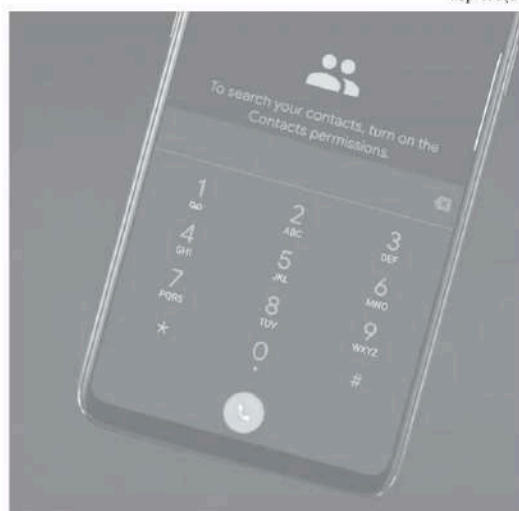 To search your contacts, turn on the
Contacts permissions.
1 2 3
ABC DEF
4 5 6
GHI JKL MNO
7 8 9
PQRS TUV WXYZ
* 0 #
+